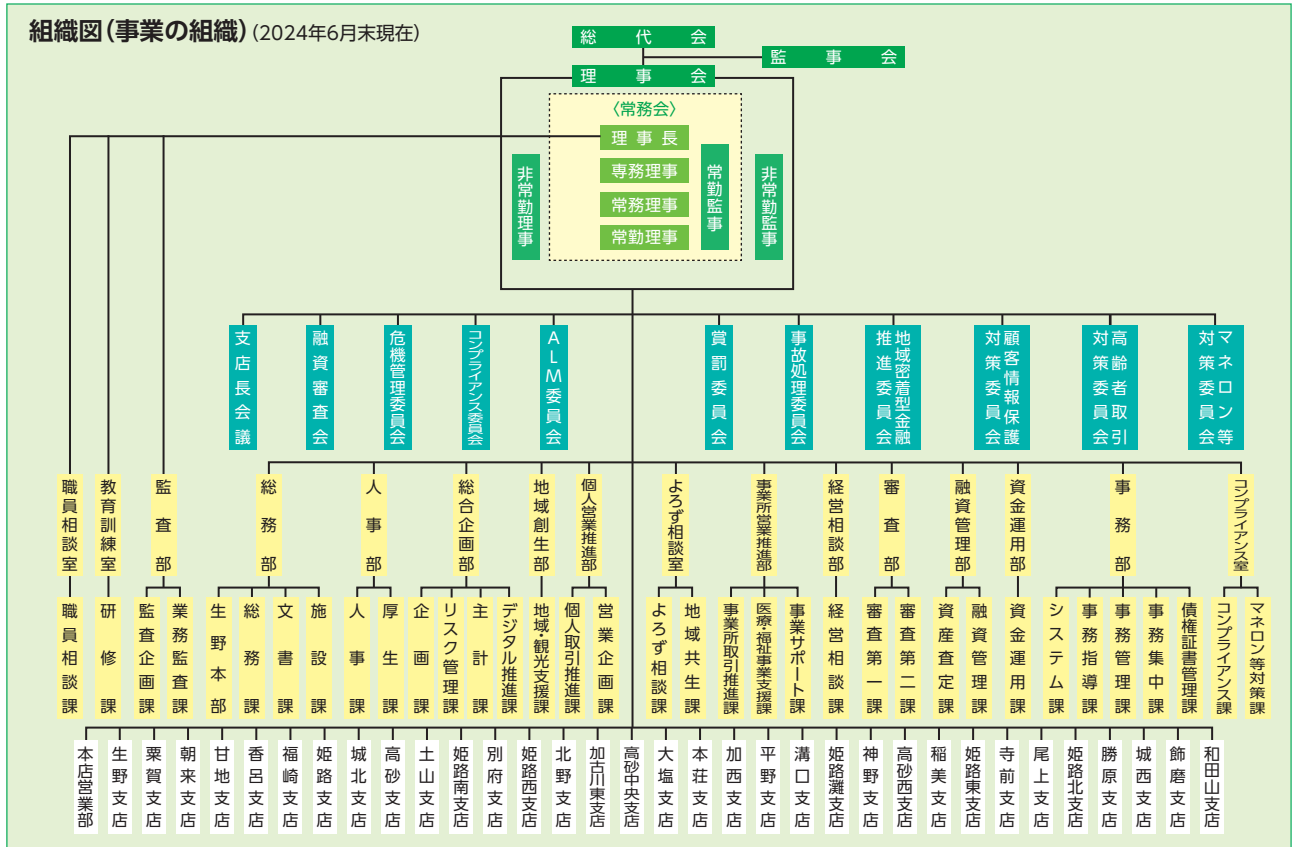 組織図(事業の組織)(2024年6月末現在)
総代会
監事会
理事会
〈常務会〉
理事長
専務理事
常務理事
常勤理事
常勤監事
非常勤理事
非常勤監事
支店長会議
融資審査会
危機管理委員会
コンプライアンス委員会
ALM委員会
賞罰委員会
事故処理委員会
地域密着型金融
推進委員会
顧客情報保護
対策委員会
高齢者取引
対策委員会
マネロン等
対策委員会
職員相談室
教育訓練室
監査部
総務部
人事部
総合企画部
地域創生部
個人営業推進部
よろず相談室
事業所営業推進部
経営相談部
審査部
融資管理部
資金運用部
事務部
コンプライアンス室
職員相談課
研修課
監査企画課
業務監査課
生野本部
総務課
文書課
施設課
人事課
厚生課
企画課
リスク管理課
主計課
デジタル推進課
地域・観光支援課
個人取引推進課
営業企画課
よろず相談課
地域共生課
事業所取引推進課
医療・福祉事業支援課
事業サポート課
経営相談課
審査第一課
審査第二課
資産査定課
融資管理課
資金運用課
システム課
事務指導課
事務管理課
事務集中課
債権証書管理課
コンプライアンス課
マネロン等対策課
本店営業部
生野支店
粟賀支店
朝来支店
甘地支店
香呂支店
福崎支店
姫路支店
城北支店
高砂支店
土山支店
姫路南支店
別府支店
姫路西支店
北野支店
加古川東支店
高砂中央支店
大塩支店
本荘支店
加西支店
平野支店
溝口支店
姫路灘支店
神野支店
高砂西支店
稲美支店
姫路東支店
寺前支店
尾上支店
姫路北支店
勝原支店
城西支店
飾磨支店
和田山支店